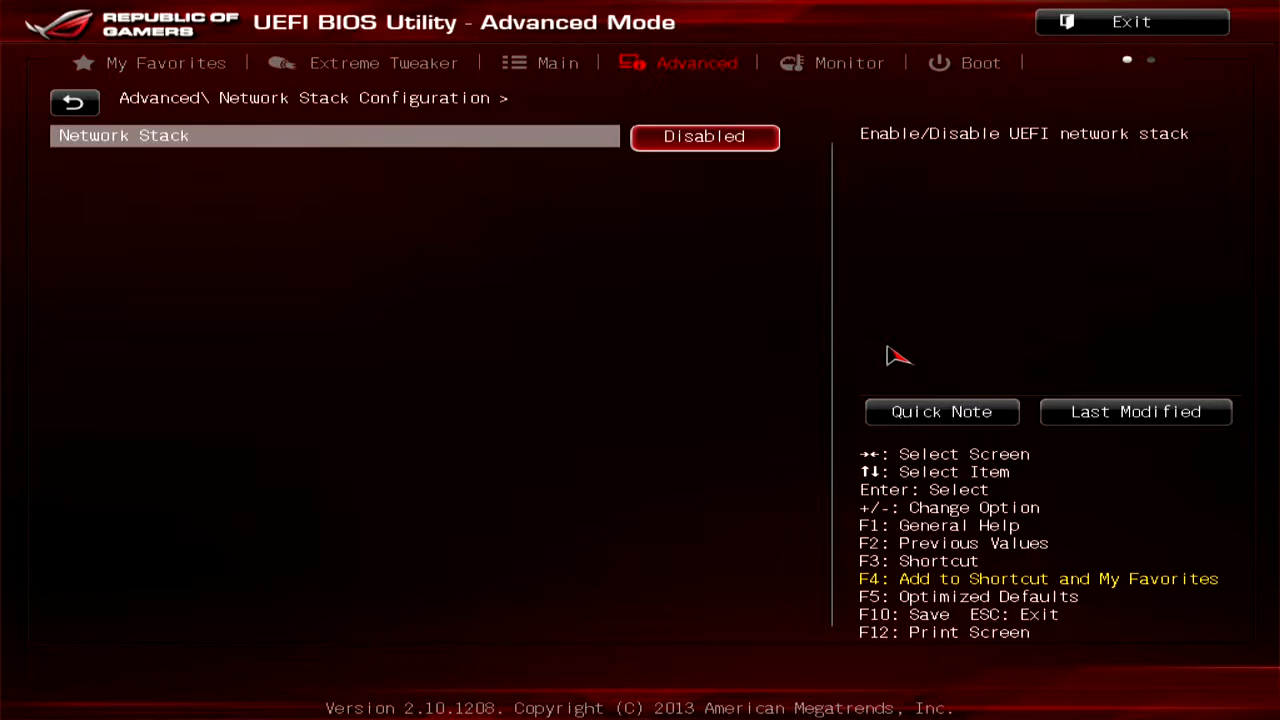 REPUBLIC OF
GAMERS
UEFI BIOS Utility - Advanced Mode
Exit
My Favorites
Extreme Tweaker
Main
Advanced
Monitor
Boot
Advanced\ Network Stack Configuration >
Network Stack
Disabled
Enable/Disable UEFI network stack
Quick Note
Last Modified
→←: Select Screen
↑↓: Select Item
Enter: Select
+/-: Change Option
F1: General Help
F2: Previous Values
F3: Shortcut
F4: Add to Shortcut and My Favorites
F5: Optimized Defaults
F10: Save ESC: Exit
F12: Print Screen
Version 2.10.1208. Copyright (C) 2013 American Megatrends, Inc.